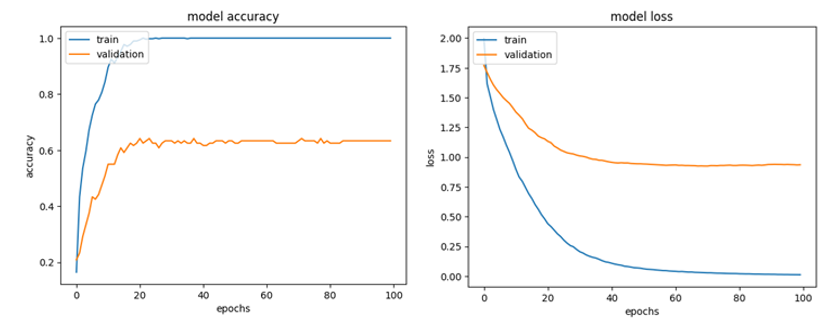 model accuracy
train
validation
1.0
0.8
0.6
0.4
0.2
accuracy
0
20
40
60
80
100
epochs
model loss
train
validation
2.00
1.75
1.50
1.25
1.00
0.75
0.50
0.25
0.00
loss
0
20
40
60
80
100
epochs